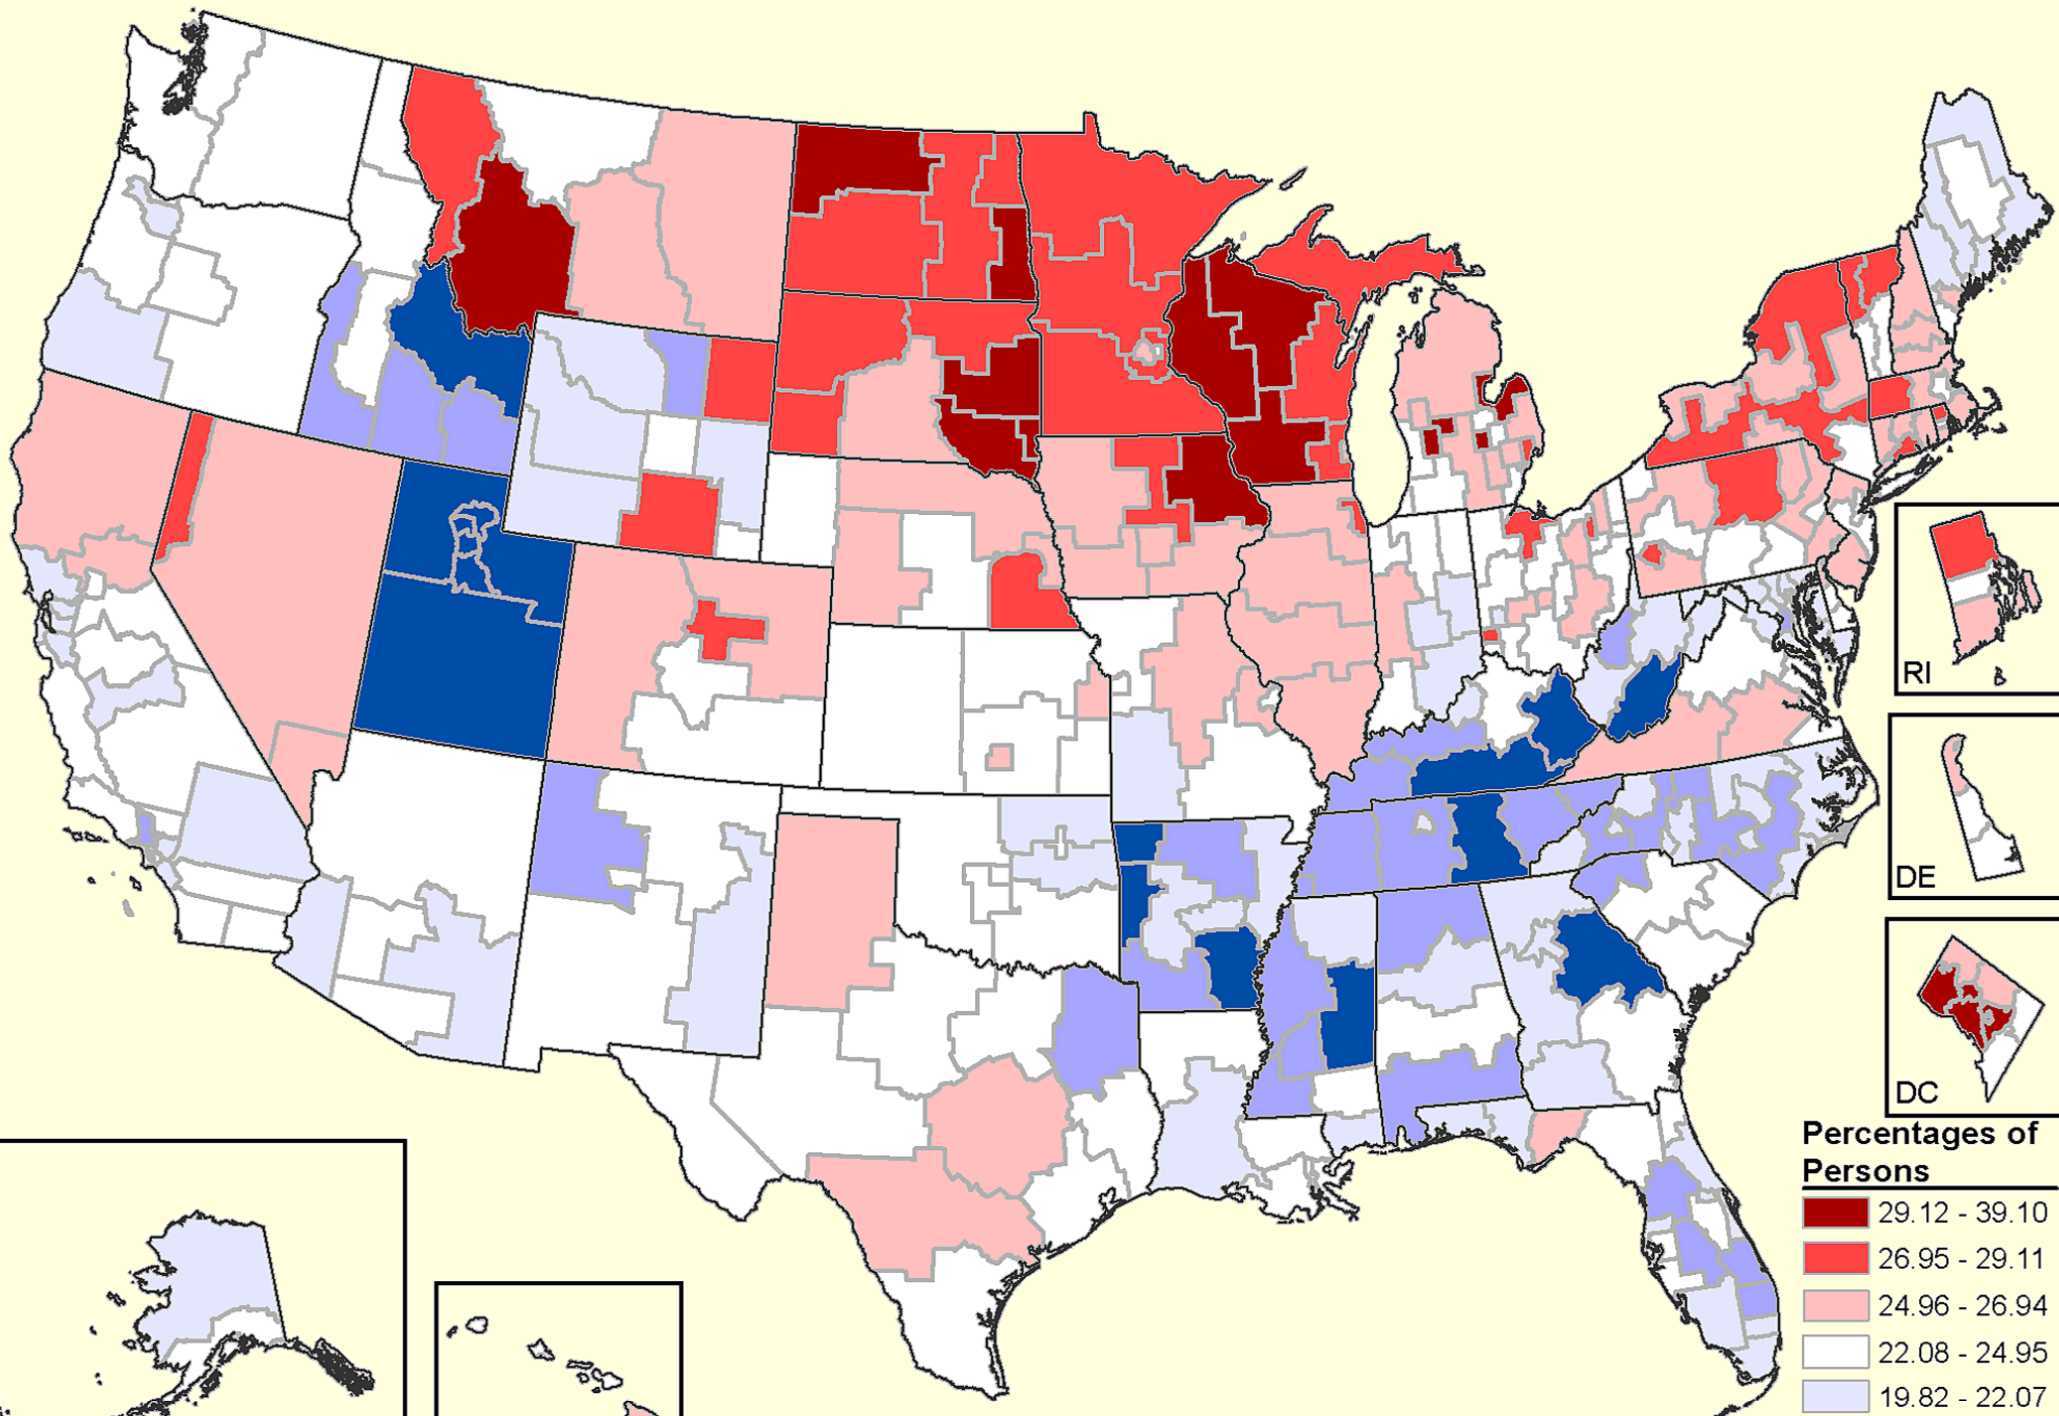 RI
DE
DC
Percentages of
Persons
29.12 - 39.10
26.95 - 29.11
24.96 - 26.94
22.08 - 24.95
19.82 - 22.07